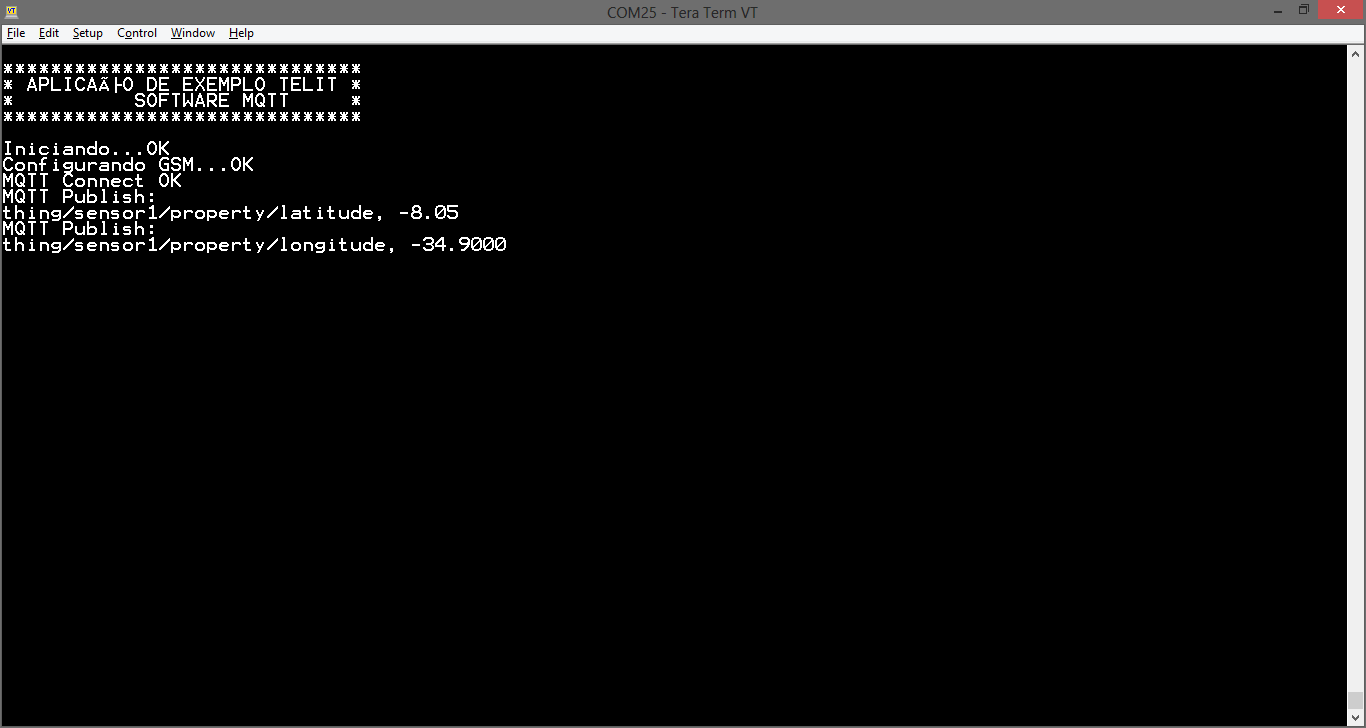 COM25 - Tera Term VT
File Edit Setup Control Window Help
******************************
* APLICAÃ├O DE EXEMPLO TELIT *
*          SOFTWARE MQTT     *
******************************
Iniciando...OK
Configurando GSM...OK
MQTT Connect OK
MQTT Publish:
thing/sensor1/property/latitude, -8.05
MQTT Publish:
thing/sensor1/property/longitude, -34.9000